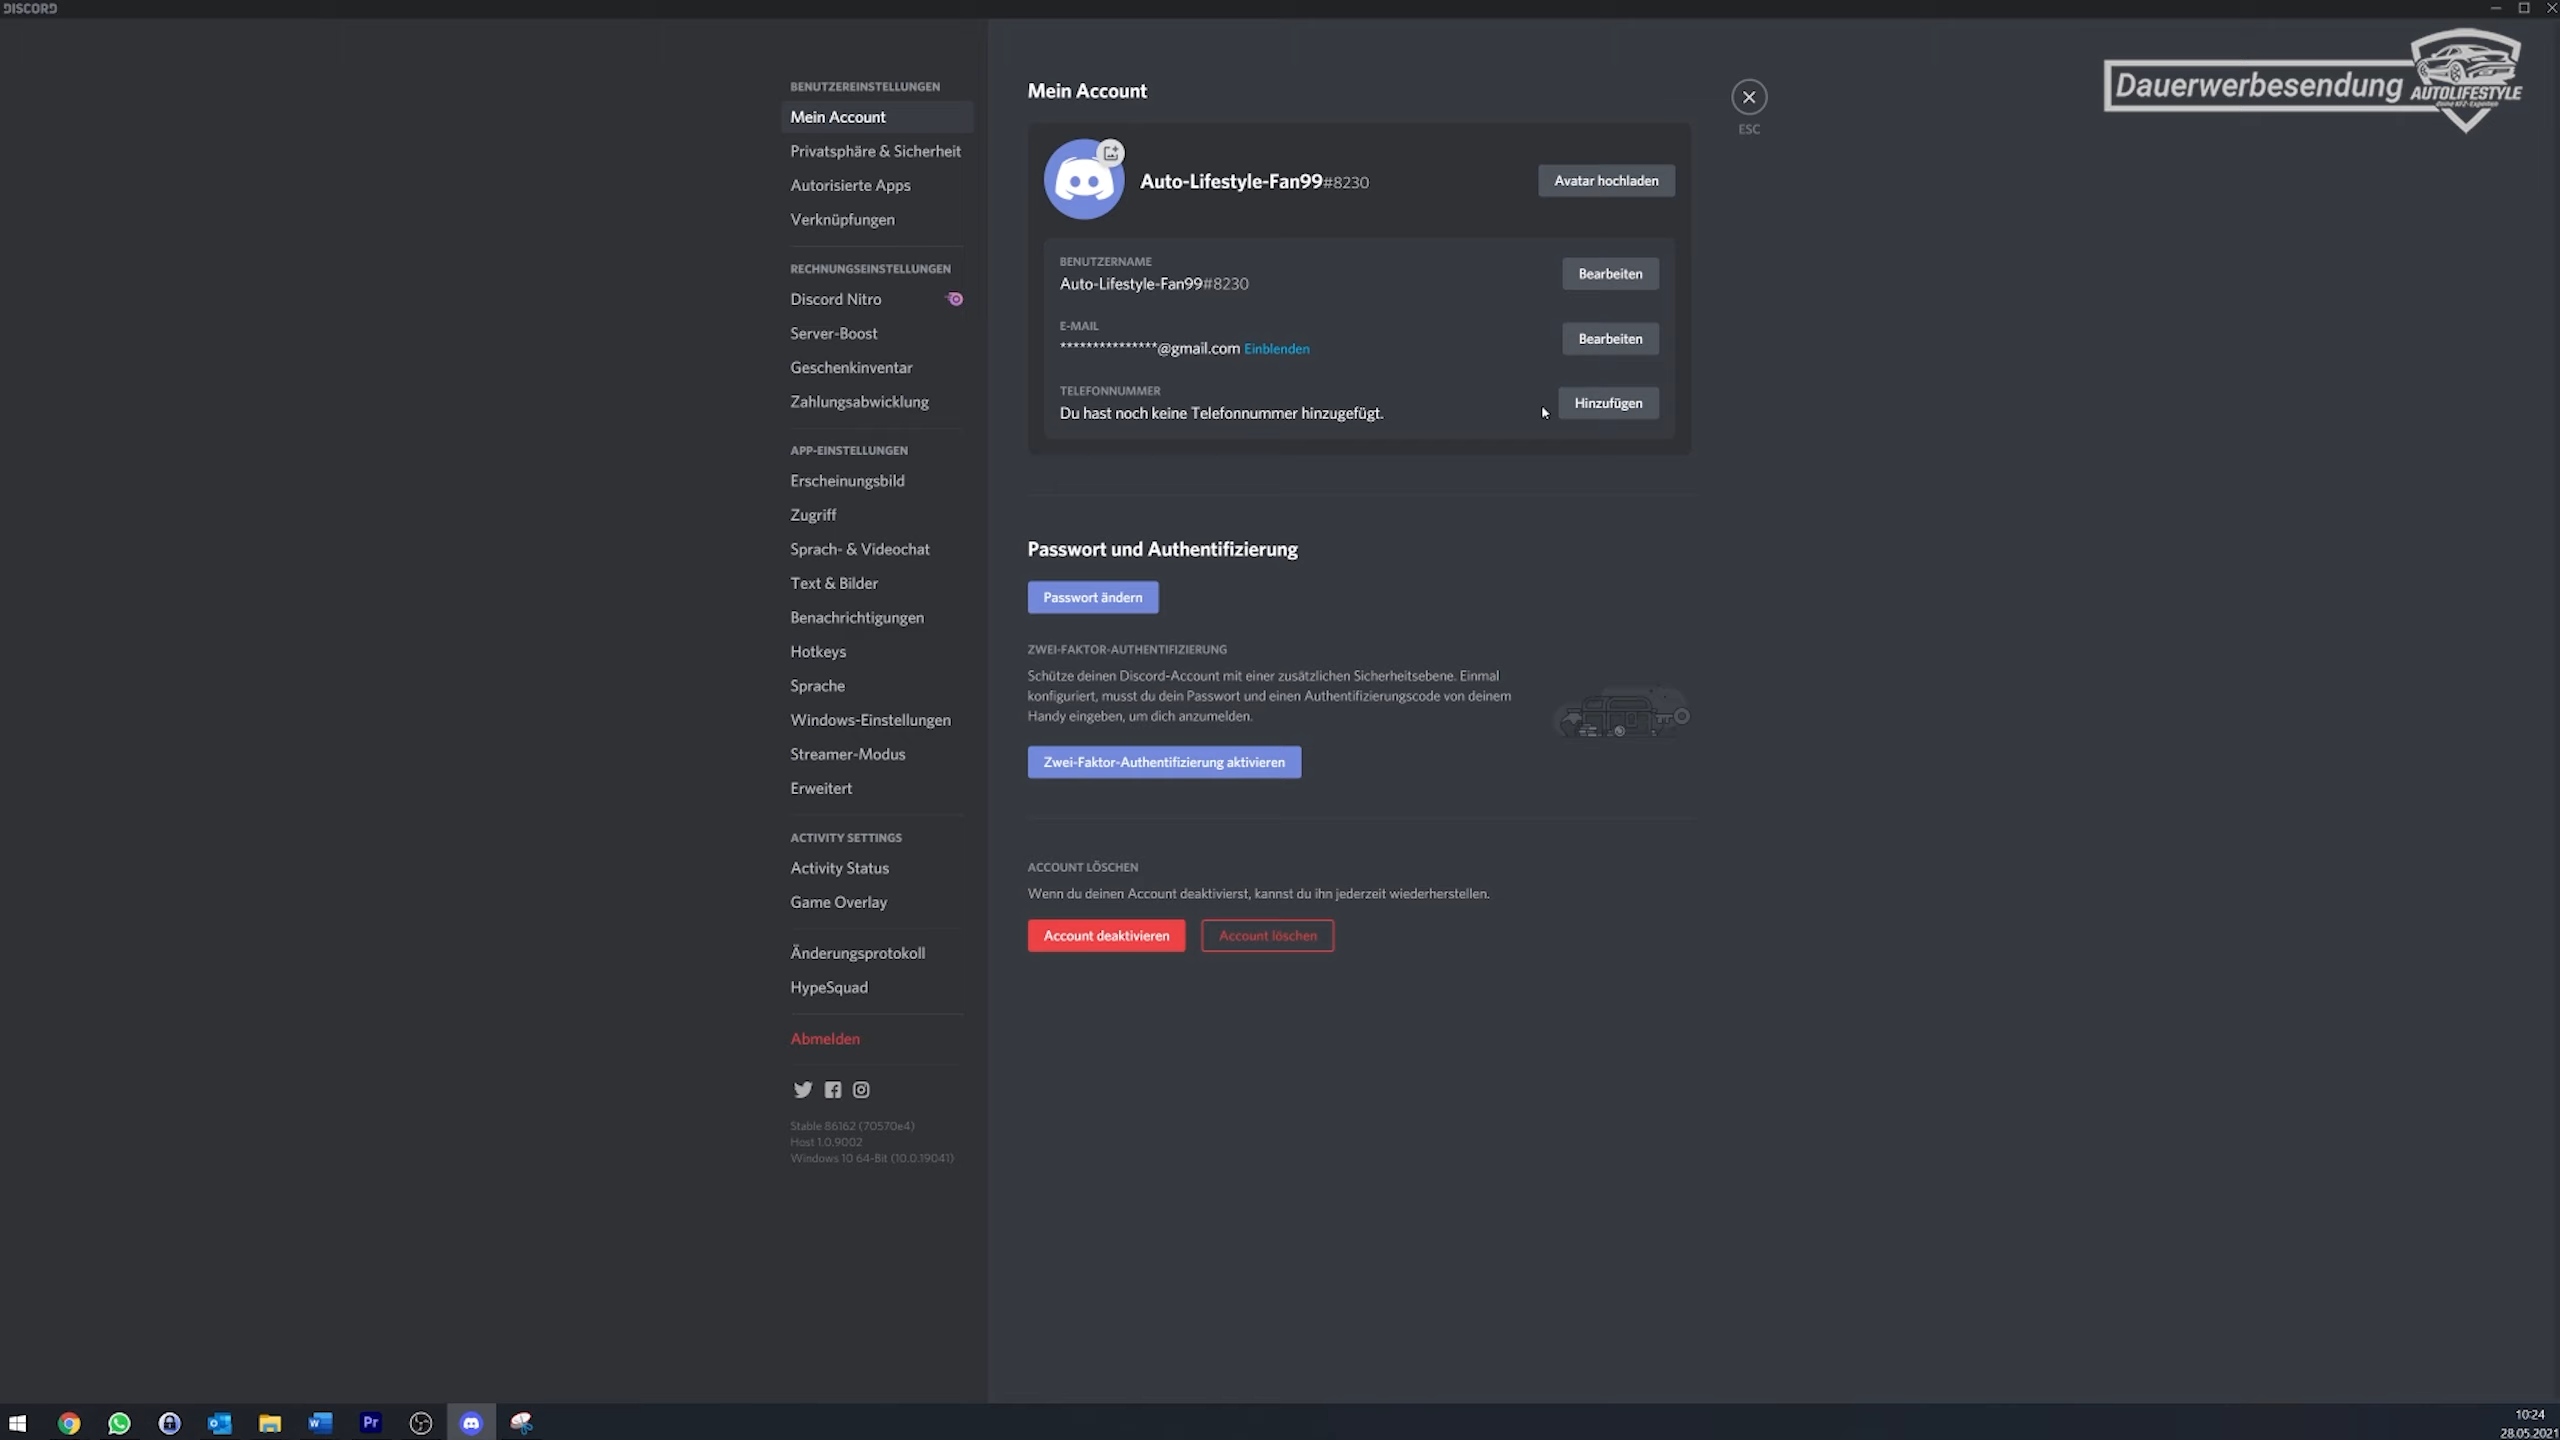 DISCORD
Dauerwerbesendung
AUTOLIFESTYLE
BENUTZEREINSTELLUNGEN
Mein Account
Privatsphäre & Sicherheit
Autorisierte Apps
Verknüpfungen
RECHNUNGSEINSTELLUNGEN
Discord Nitro
Server-Boost
Geschenkinventar
Zahlungsabwicklung
APP-EINSTELLUNGEN
Erscheinungsbild
Zugriff
Sprach- & Videochat
Text & Bilder
Benachrichtigungen
Hotkeys
Sprache
Windows-Einstellungen
Streamer-Modus
Erweitert
ACTIVITY SETTINGS
Activity Status
Game Overlay
Änderungsprotokoll
HypeSquad
Abmelden
Stable 86162 (70570e4)
Host 1.0.9002
Windows 10 64-Bit (10.0.19041)
Mein Account
ESC
Auto-Lifestyle-Fan99#8230
Avatar hochladen
BENUTZERNAME
Auto-Lifestyle-Fan99#8230
Bearbeiten
E-MAIL
***************@gmail.com Einblenden
Bearbeiten
TELEFONNUMMER
Du hast noch keine Telefonnummer hinzugefügt.
Hinzufügen
Passwort und Authentifizierung
Passwort ändern
ZWEI-FAKTOR-AUTHENTIFIZIERUNG
Schütze deinen Discord-Account mit einer zusätzlichen Sicherheitsebene. Einmal
konfiguriert, musst du dein Passwort und einen Authentifizierungscode von deinem
Handy eingeben, um dich anzumelden.
Zwei-Faktor-Authentifizierung aktivieren
ACCOUNT LÖSCHEN
Wenn du deinen Account deaktivierst, kannst du ihn jederzeit wiederherstellen.
Account deaktivieren
Account löschen
Pr
10:24
28.05.2021